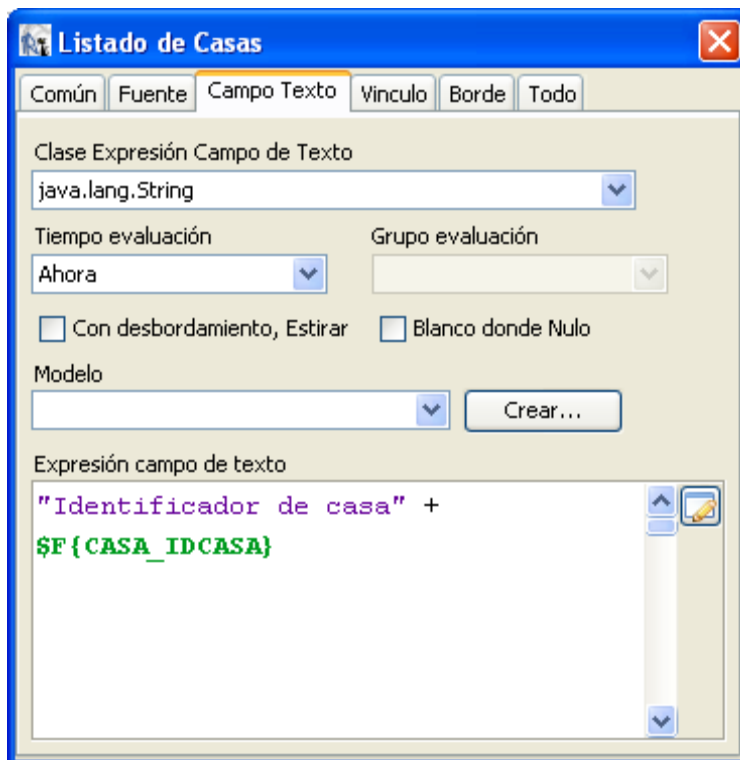 Listado de Casas
Común Fuente Campo Texto Vinculo Borde Todo
Clase Expresión Campo de Texto
java.lang.String
Tiempo evaluación Grupo evaluación
Ahora
Con desbordamiento, Estirar Blanco donde Nulo
Modelo
Crear...
Expresión campo de texto
"Identificador de casa" +
$F{CASA_IDCASA}